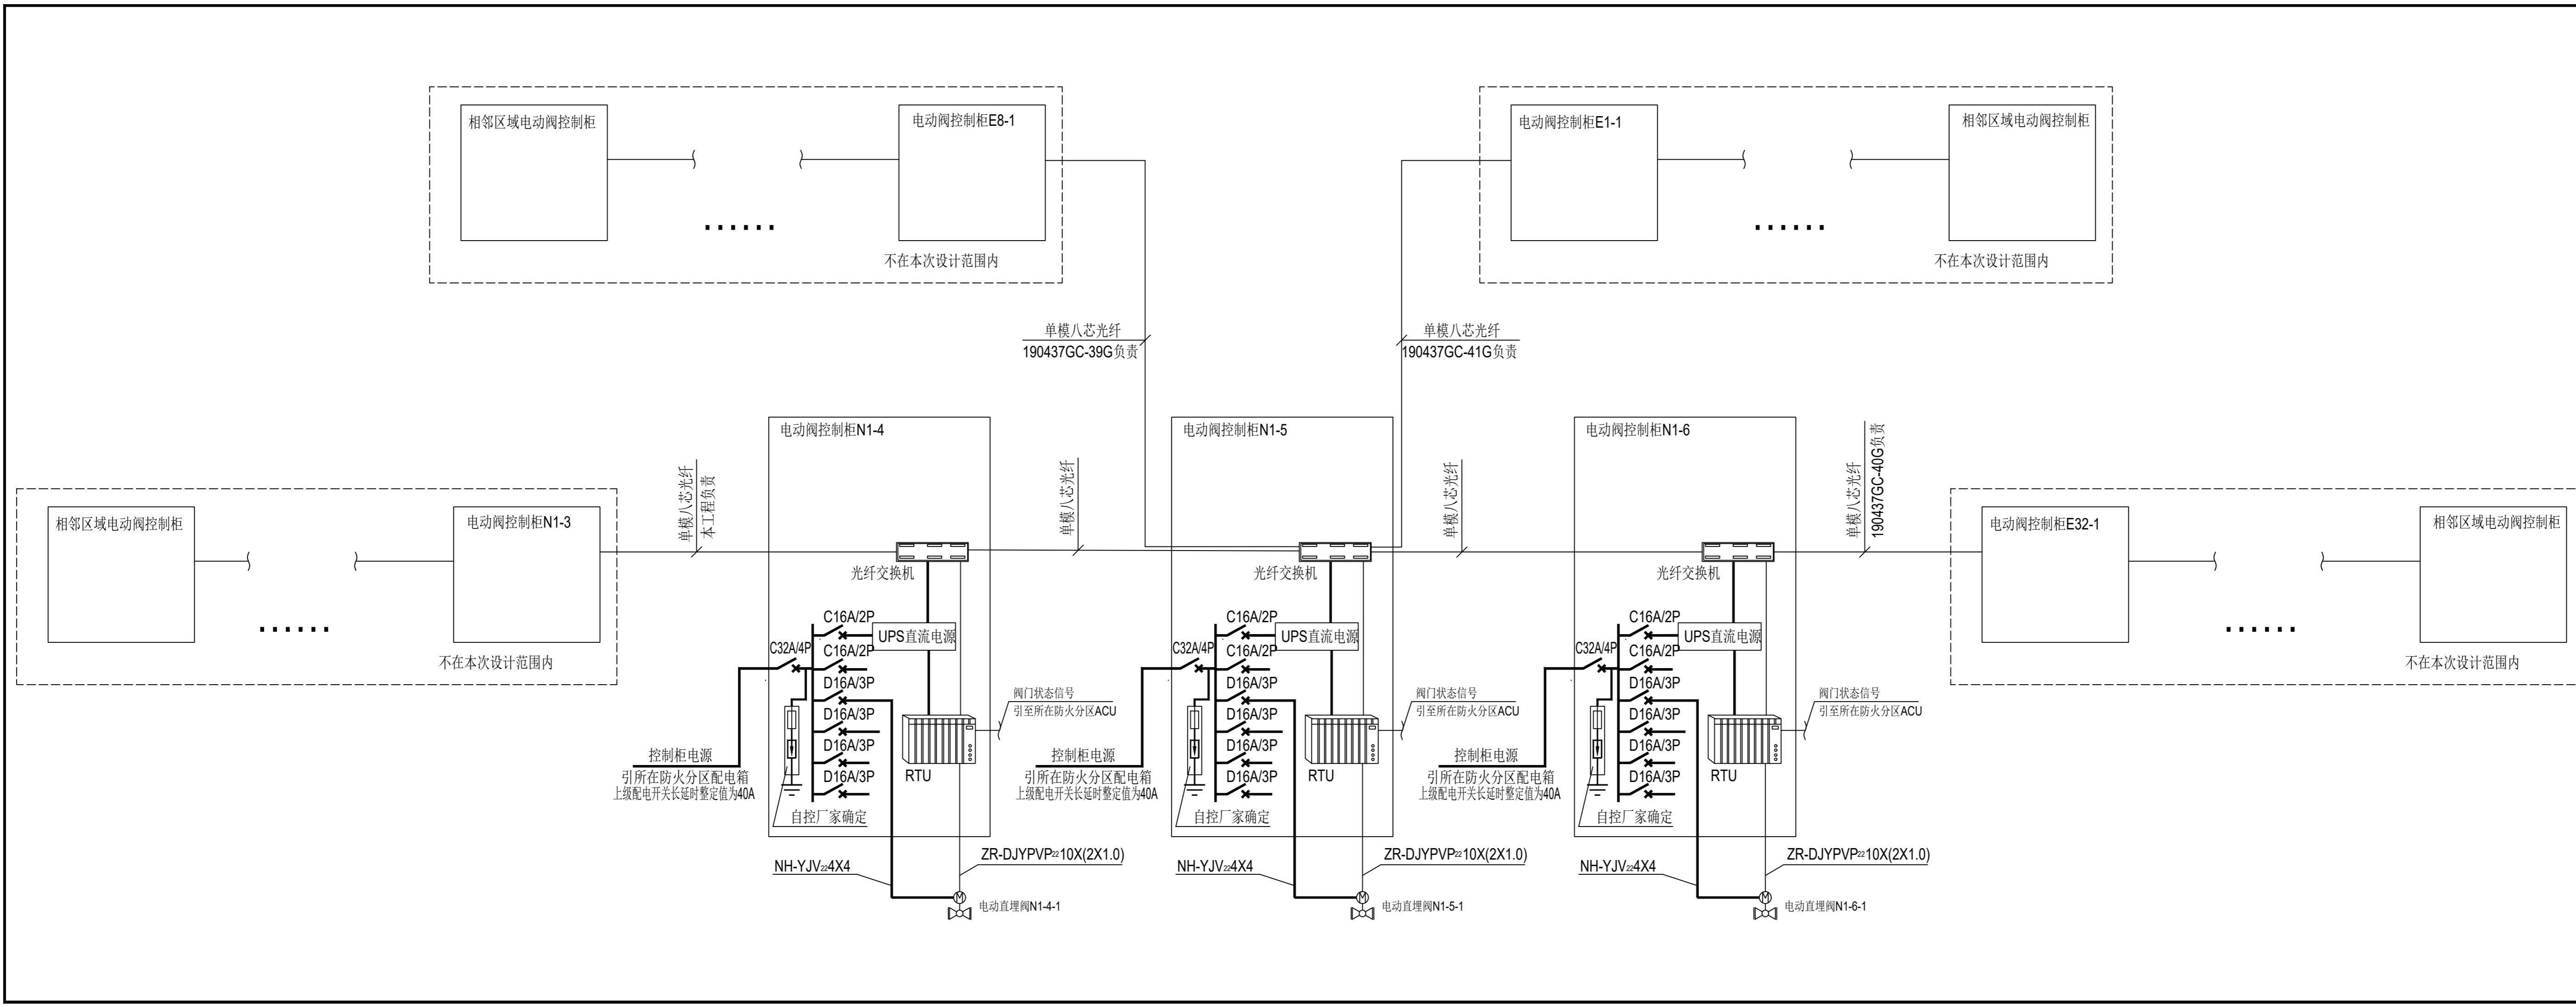 相邻区域电动阀控制柜
电动阀控制柜E8-1
不在本次设计范围内
电动阀控制柜E1-1
相邻区域电动阀控制柜
不在本次设计范围内
单模八芯光纤
190437GC-39G负责
单模八芯光纤
190437GC-41G负责
相邻区域电动阀控制柜
电动阀控制柜N1-3
不在本次设计范围内
单模八芯光纤
本工程负责
电动阀控制柜N1-4
光纤交换机
C16A/2P
UPS直流电源
C32A/4P
C16A/2P
D16A/3P
D16A/3P
D16A/3P
D16A/3P
RTU
阀门状态信号
引至所在防火分区ACU
控制柜电源
引所在防火分区配电箱
上级配电开关长延时整定值为40A
自控厂家确定
NH-YJV22 4X4
ZR-DJYPVP22 10X(2X1.0)
电动直埋阀N1-4-1
单模八芯光纤
电动阀控制柜N1-5
光纤交换机
C16A/2P
UPS直流电源
C32A/4P
C16A/2P
D16A/3P
D16A/3P
D16A/3P
D16A/3P
RTU
阀门状态信号
引至所在防火分区ACU
控制柜电源
引所在防火分区配电箱
上级配电开关长延时整定值为40A
自控厂家确定
NH-YJV22 4X4
ZR-DJYPVP22 10X(2X1.0)
电动直埋阀N1-5-1
单模八芯光纤
电动阀控制柜N1-6
光纤交换机
C16A/2P
UPS直流电源
C32A/4P
C16A/2P
D16A/3P
D16A/3P
D16A/3P
D16A/3P
RTU
阀门状态信号
引至所在防火分区ACU
控制柜电源
引所在防火分区配电箱
上级配电开关长延时整定值为40A
自控厂家确定
NH-YJV22 4X4
ZR-DJYPVP22 10X(2X1.0)
电动直埋阀N1-6-1
单模八芯光纤
190437GC-40G负责
电动阀控制柜E32-1
相邻区域电动阀控制柜
不在本次设计范围内